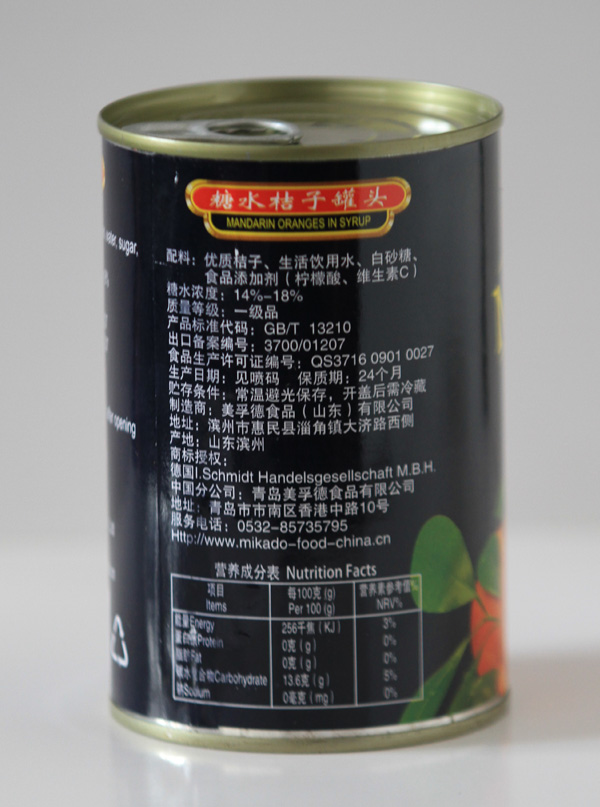 糖水桔子罐头
MANDARIN ORANGES IN SYRUP
配料：优质桔子、生活饮用水、白砂糖、
食品添加剂（柠檬酸、维生素C）
糖水浓度：14%-18%
质量等级：一级品
产品标准代码：GB/T 13210
出口备案编号：3700/01207
食品生产许可证编号：QS3716 0901 0027
生产日期：见喷码 保质期：24个月
贮存条件：常温避光保存，开盖后需冷藏
制造商：美孚德食品（山东）有限公司
地址：滨州市惠民县淄角镇大济路西侧
产地：山东滨州
商标授权：
德国I.Schmidt Handelsgesellschaft M.B.H.
中国分公司：青岛美孚德食品有限公司
地址：青岛市市南区香港中路10号
服务电话：0532-85735795
Http://www.mikado-food-china.cn
营养成分表 Nutrition Facts
项目 每100克(g) 营养素参考值%
Items Per 100 (g) NRV%
能量Energy 256千焦（KJ） 3%
蛋白质Protein 0克（g） 0%
脂肪Fat 0克（g） 0%
碳水化合物Carbohydrate 13.6克（g） 5%
钠Sodium 0毫克（mg） 0%
sugar,
opening